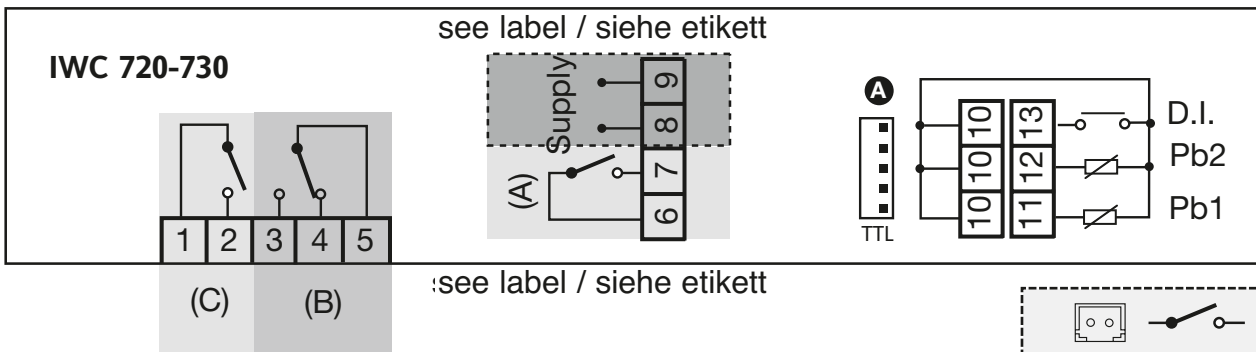 see label / siehe etikett
IWC 720-730
Supply
9
8
7
6
(A)
A
TTL
10 13 D.I.
10 12 Pb2
10 11 Pb1
1 2 3 4 5
(C) (B)
see label / siehe etikett